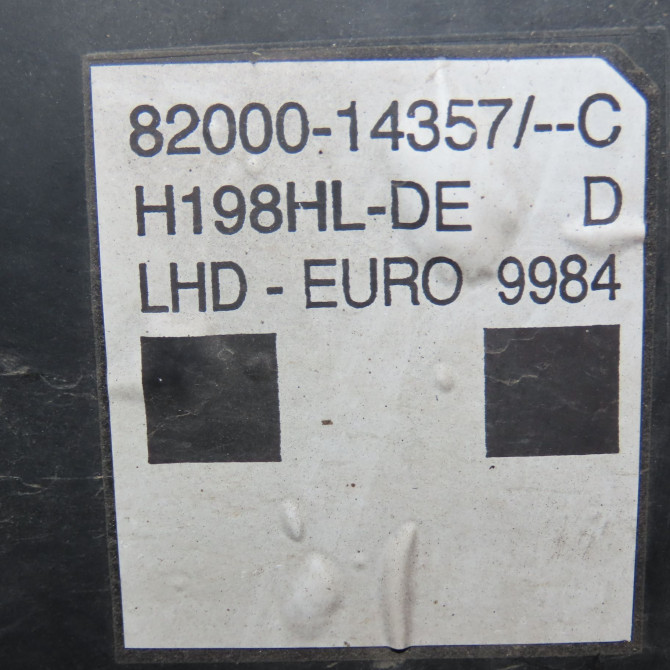 82000-14357/--C
H198HL-DE D
LHD - EURO 9984